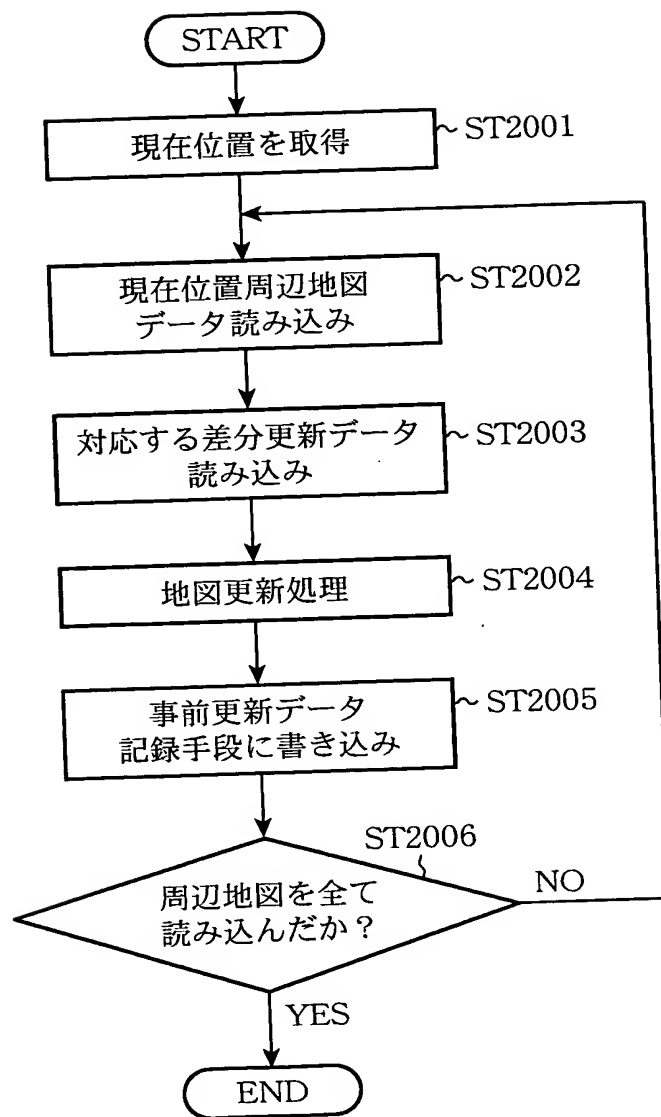 START
現在位置を取得
~ST2001
現在位置周辺地図
データ読み込み
~ST2002
対応する差分更新データ
読み込み
~ST2003
地図更新処理
~ST2004
事前更新データ
記録手段に書き込み
~ST2005
ST2006
周辺地図を全て
読み込んだか？
NO
YES
END